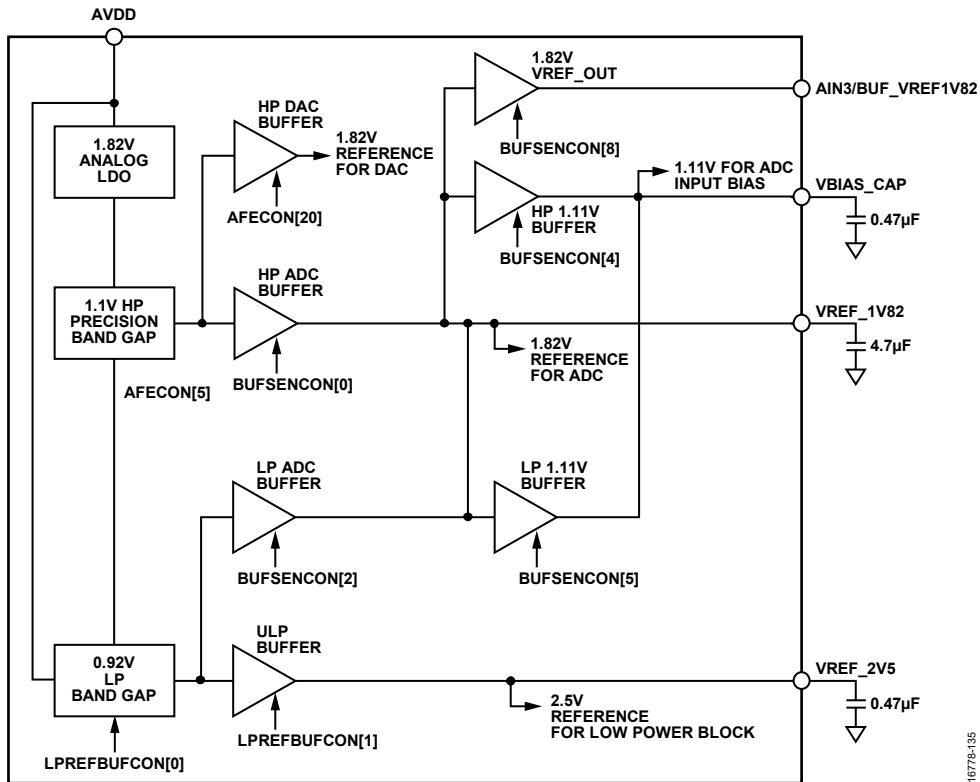 AVDD
1.82V
ANALOG
LDO
HP DAC
BUFFER
1.82V
REFERENCE
FOR DAC
AFECON[20]
1.82V
VREF_OUT
BUFSENCON[8]
AIN3/BUF_VREF1V82
1.11V FOR ADC
INPUT BIAS
HP 1.11V
BUFFER
BUFSENCON[4]
VBIAS_CAP
0.47µF
1.1V HP
PRECISION
BAND GAP
AFECON[5]
HP ADC
BUFFER
BUFSENCON[0]
1.82V
REFERENCE
FOR ADC
VREF_1V82
4.7µF
LP ADC
BUFFER
BUFSENCON[2]
LP 1.11V
BUFFER
BUFSENCON[5]
0.92V
LP
BAND GAP
LPREFBUFCON[0]
ULP
BUFFER
LPREFBUFCON[1]
2.5V
REFERENCE
FOR LOW POWER BLOCK
VREF_2V5
0.47µF
16778-135